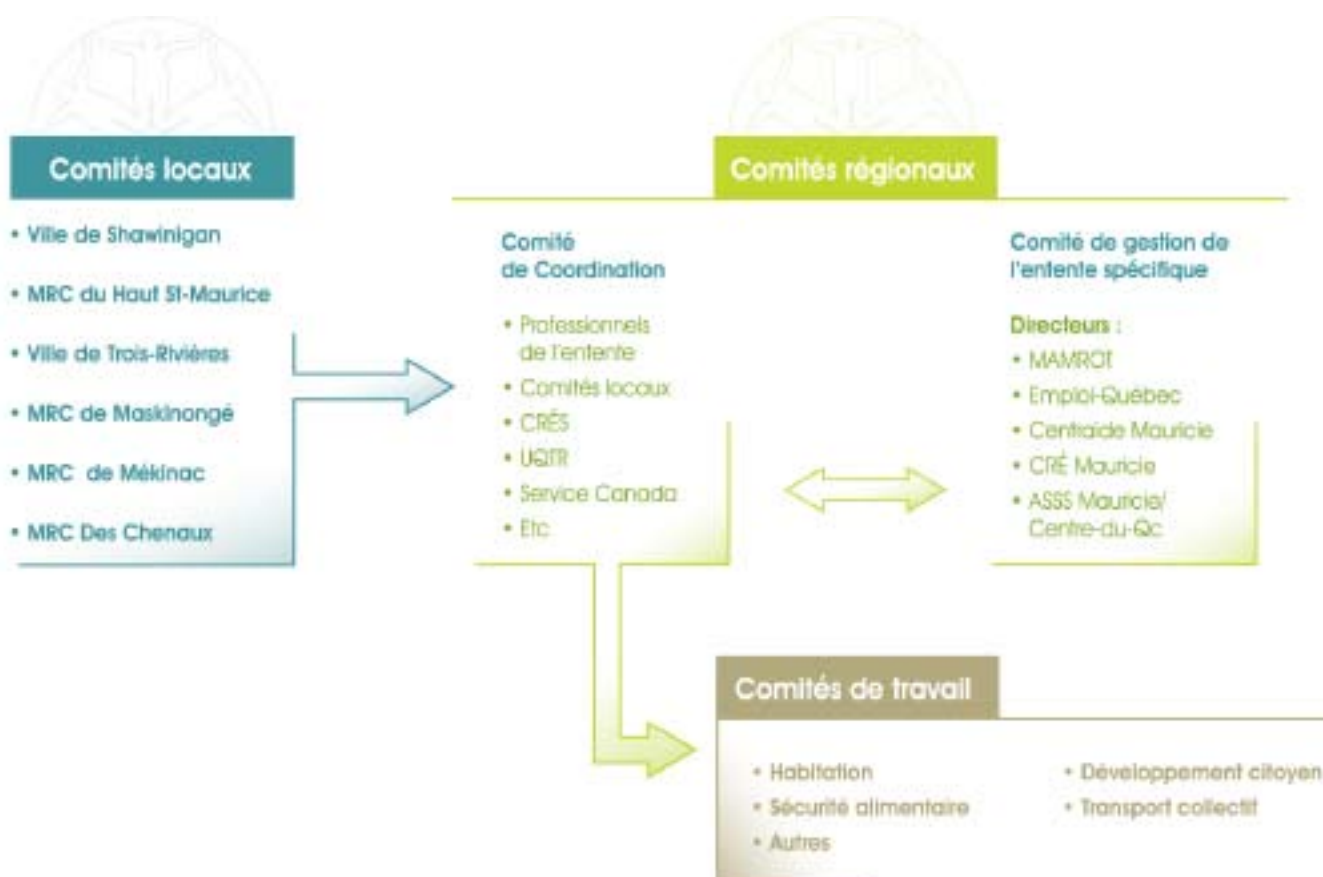 Comités locaux
• Ville de Shawinigan
• MRC du Haut St-Maurice
• Ville de Trois-Rivières
• MRC de Maskinongé
• MRC de Mékinac
• MRC Des Chenaux
Comités régionaux
Comité
de Coordination
• Professionnels
de l'entente
• Comités locaux
• CRÉS
• UQTR
• Service Canada
• Etc
Comité de gestion de
l'entente spécifique
Directeurs :
• MAMROT
• Emploi-Québec
• Centraide Mauricie
• CRÉ Mauricie
• ASSS Mauricie/
Centre-du-Qc
Comités de travail
• Habitation
• Sécurité alimentaire
• Autres
• Développement citoyen
• Transport collectif